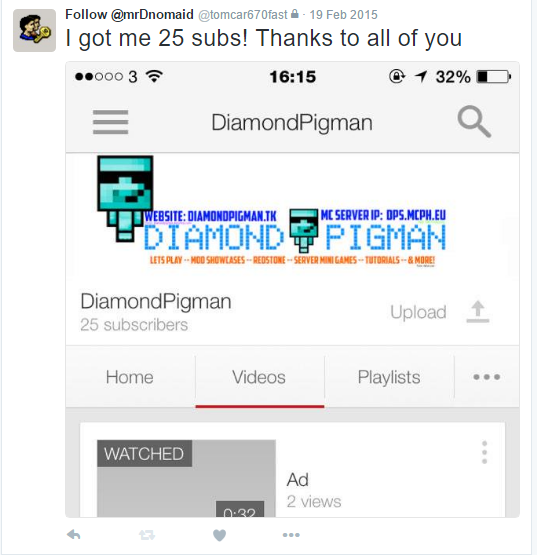 Follow @mrDnomaid @tomcar670fast · 19 Feb 2015
I got me 25 subs! Thanks to all of you
3 16:15 32%
DiamondPigman
WEBSITE: DIAMONDPIGMAN.TK MC SERVER IP: DPS.MCPH.EU
DIAMOND PIGMAN
LETS PLAY -- MOD SHOWCASES -- REDSTONE -- SERVER MINI GAMES -- TUTORIALS -- & MORE!
DiamondPigman
25 subscribers
Upload
Home Videos Playlists
WATCHED
Ad
2 views
0:32